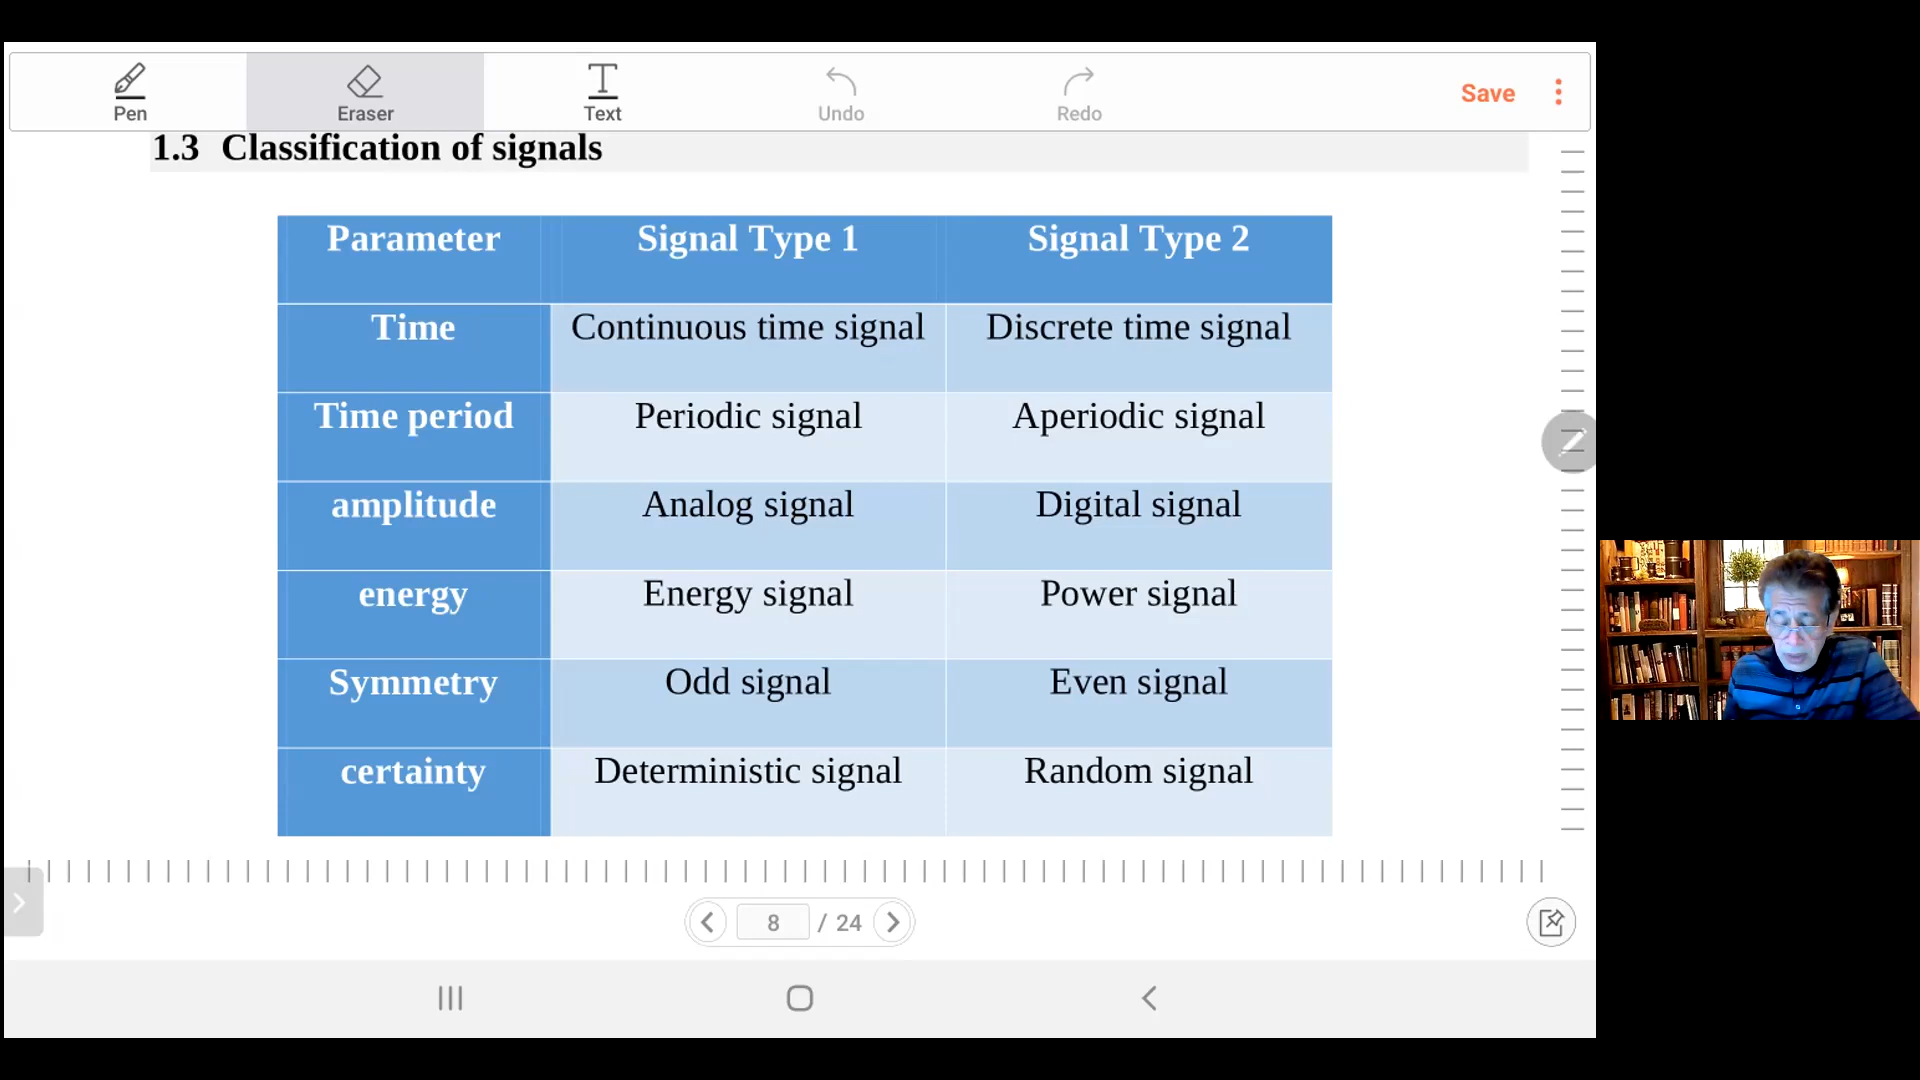 Pen
Eraser
Text
Undo
Redo
Save
1.3 Classification of signals
Parameter Signal Type 1 Signal Type 2
Time Continuous time signal Discrete time signal
Time period Periodic signal Aperiodic signal
amplitude Analog signal Digital signal
energy Energy signal Power signal
Symmetry Odd signal Even signal
certainty Deterministic signal Random signal
8 / 24